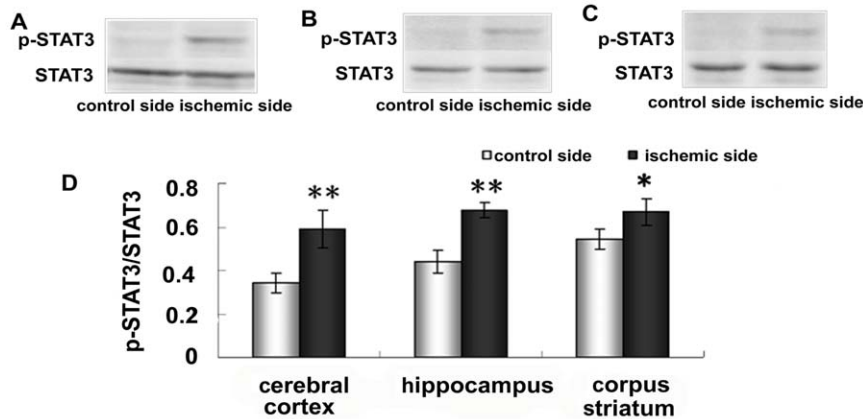 A
p-STAT3
STAT3
control side ischemic side
B
p-STAT3
STAT3
control side ischemic side
C
p-STAT3
STAT3
control side ischemic side
D
control side ischemic side
p-STAT3/STAT3
0.8
0.6
0.4
0.2
0
**
**
*
cerebral
cortex
hippocampus
corpus
striatum